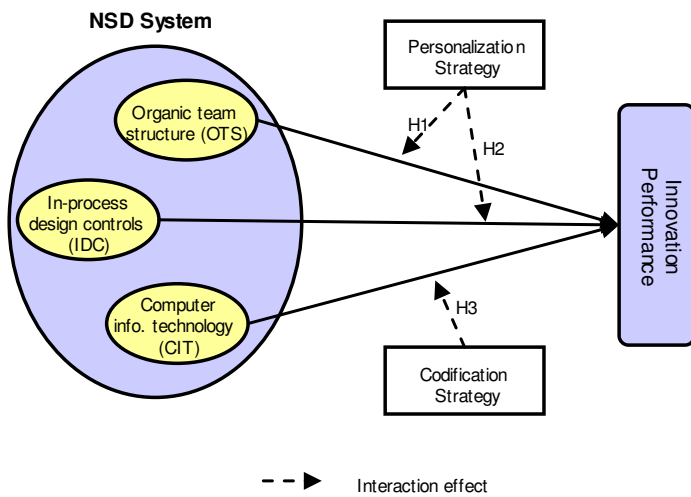 NSD System
Organic team
structure (OTS)
In-process
design controls
(IDC)
Computer
info. technology
(CIT)
Personalization
Strategy
H1
H2
H3
Codification
Strategy
Innovation
Performance
Interaction effect